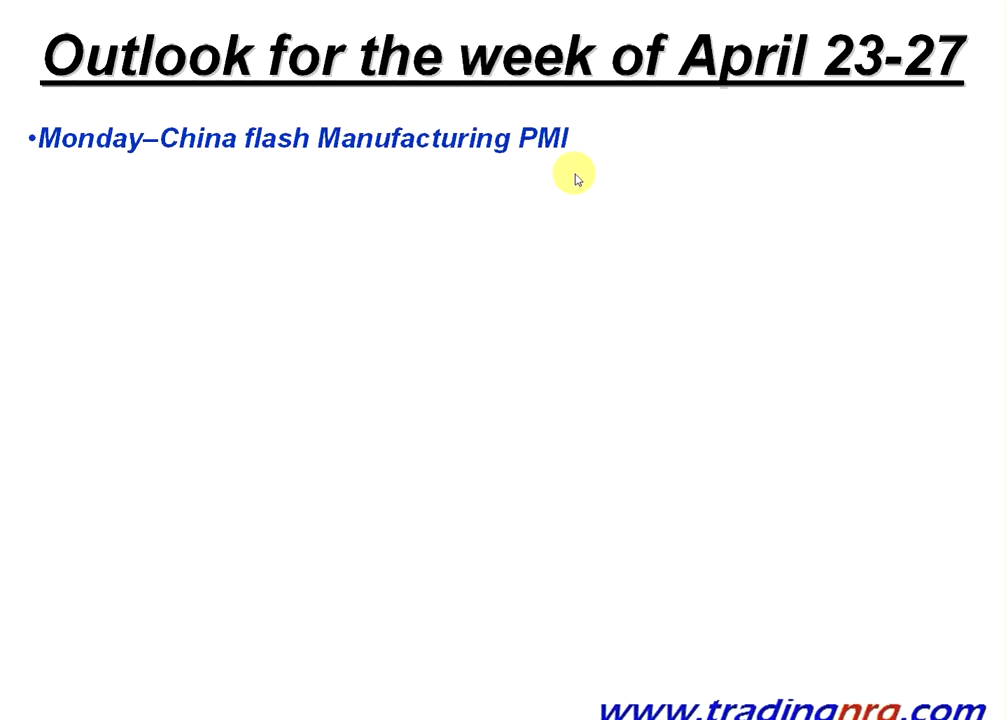 Outlook for the week of April 23-27
•Monday–China flash Manufacturing PMI
www.tradingnrg.com